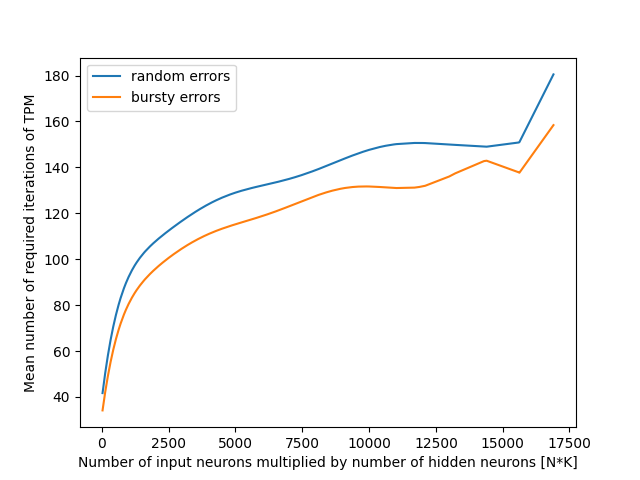 random errors
bursty errors
180
160
140
120
100
80
60
40
Mean number of required iterations of TPM
0 2500 5000 7500 10000 12500 15000 17500
Number of input neurons multiplied by number of hidden neurons [N*K]